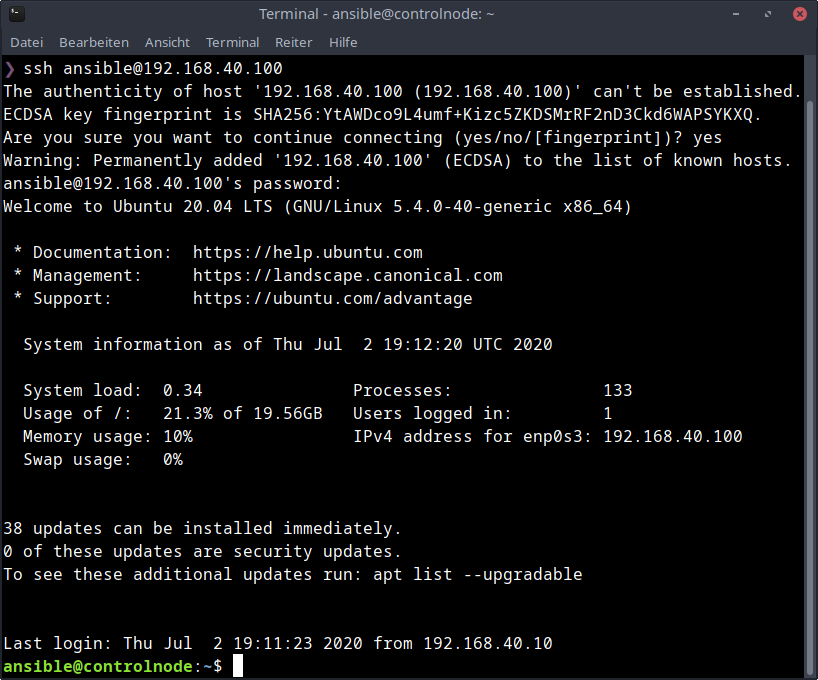 Terminal - ansible@controlnode: ~
Datei Bearbeiten Ansicht Terminal Reiter Hilfe
❯ ssh ansible@192.168.40.100
The authenticity of host '192.168.40.100 (192.168.40.100)' can't be established.
ECDSA key fingerprint is SHA256:YtAWDco9L4umf+Kizc5ZKDSMrRF2nD3Ckd6WAPSYKXQ.
Are you sure you want to continue connecting (yes/no/[fingerprint])? yes
Warning: Permanently added '192.168.40.100' (ECDSA) to the list of known hosts.
ansible@192.168.40.100's password:
Welcome to Ubuntu 20.04 LTS (GNU/Linux 5.4.0-40-generic x86_64)

 * Documentation:  https://help.ubuntu.com
 * Management:     https://landscape.canonical.com
 * Support:        https://ubuntu.com/advantage

  System information as of Thu Jul  2 19:12:20 UTC 2020

  System load:  0.34               Processes:               133
  Usage of /:   21.3% of 19.56GB   Users logged in:         1
  Memory usage: 10%                IPv4 address for enp0s3: 192.168.40.100
  Swap usage:   0%

38 updates can be installed immediately.
0 of these updates are security updates.
To see these additional updates run: apt list --upgradable

Last login: Thu Jul  2 19:11:23 2020 from 192.168.40.10
ansible@controlnode:~$